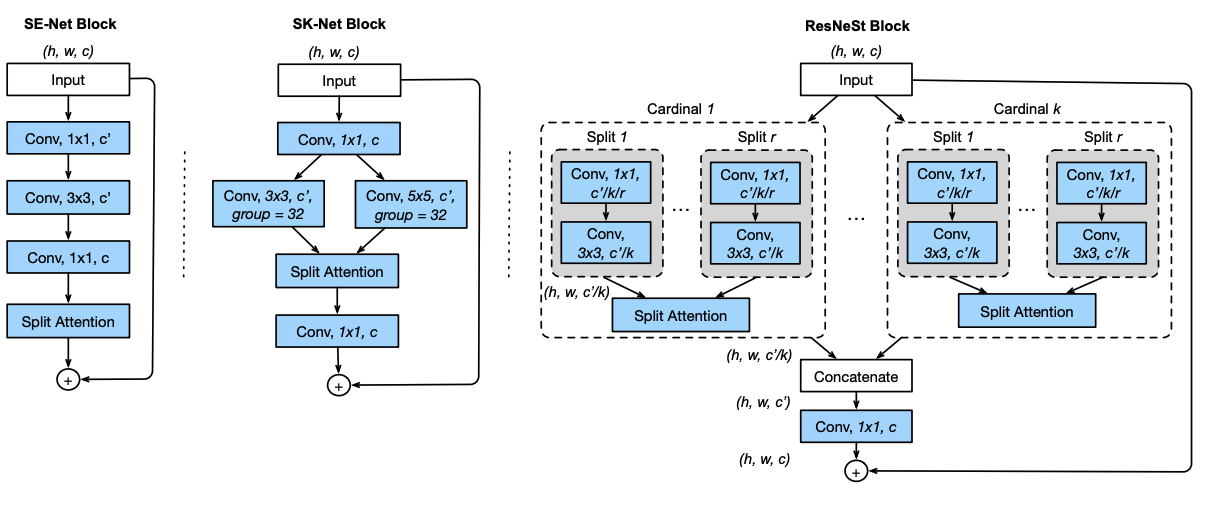 SE-Net Block
(h, w, c)
Input
Conv, 1x1, c’
Conv, 3x3, c’
Conv, 1x1, c
Split Attention
+
SK-Net Block
(h, w, c)
Input
Conv, 1x1, c
Conv, 3x3, c’,
group = 32
Conv, 5x5, c’,
group = 32
Split Attention
Conv, 1x1, c
+
ResNeSt Block
(h, w, c)
Input
Cardinal 1
Split 1
Conv, 1x1,
c’/k/r
Conv,
3x3, c’/k
...
Split r
Conv, 1x1,
c’/k/r
Conv,
3x3, c’/k
(h, w, c’/k)
Split Attention
...
Cardinal k
Split 1
Conv, 1x1,
c’/k/r
Conv,
3x3, c’/k
...
Split r
Conv, 1x1,
c’/k/r
Conv,
3x3, c’/k
Split Attention
(h, w, c’/k)
Concatenate
(h, w, c’)
Conv, 1x1, c
(h, w, c)
+